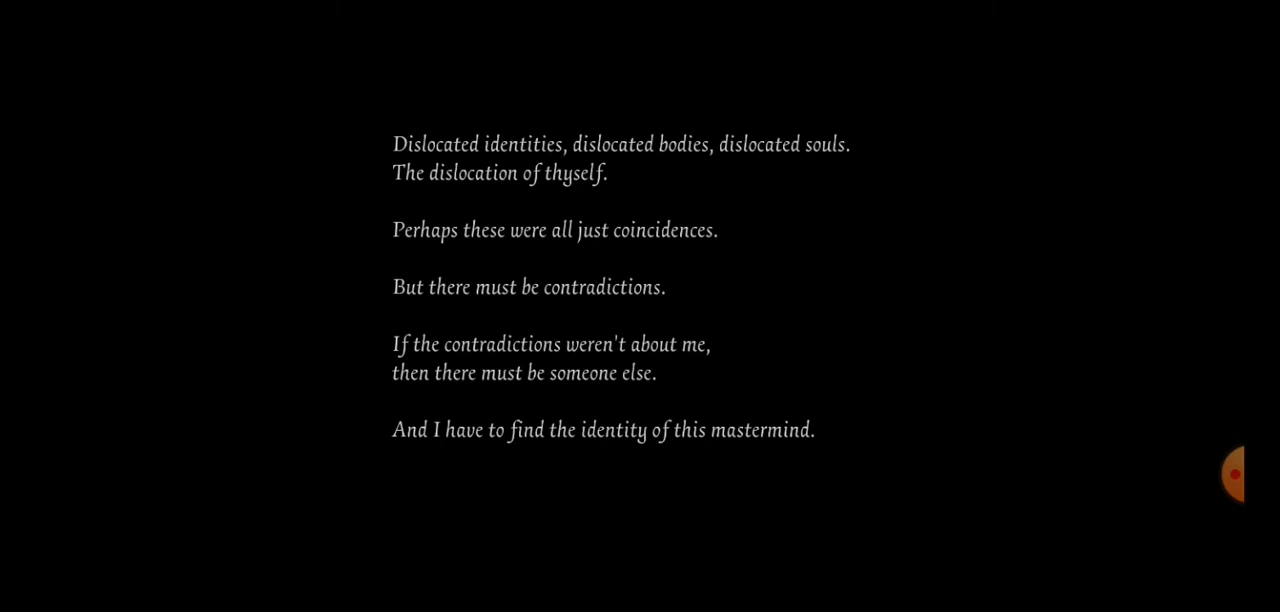 Dislocated identities, dislocated bodies, dislocated souls.
The dislocation of thyself.
Perhaps these were all just coincidences.
But there must be contradictions.
If the contradictions weren't about me,
then there must be someone else.
And I have to find the identity of this mastermind.